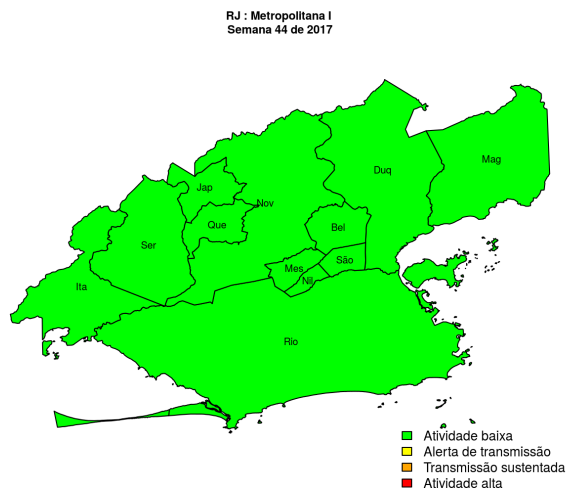 RJ : Metropolitana I
Semana 44 de 2017
Duq
Mag
Jap
Nov
Que
Bel
Ser
São
Mes
Nil
Ita
Rio
Atividade baixa
Alerta de transmissão
Transmissão sustentada
Atividade alta